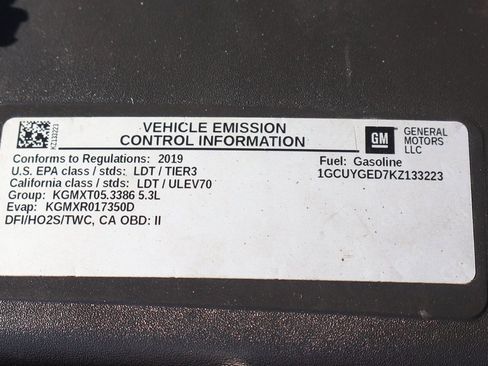 KZ133223
VEHICLE EMISSION
CONTROL INFORMATION
GM
GENERAL
MOTORS
LLC
Conforms to Regulations: 2019
U.S. EPA class / stds: LDT / TIER3
California class / stds: LDT / ULEV70
Group: KGMXT05.3386 5.3L
Evap: KGMXR017350D
DFI/HO2S/TWC, CA OBD: II
Fuel: Gasoline
1GCUYGED7KZ133223